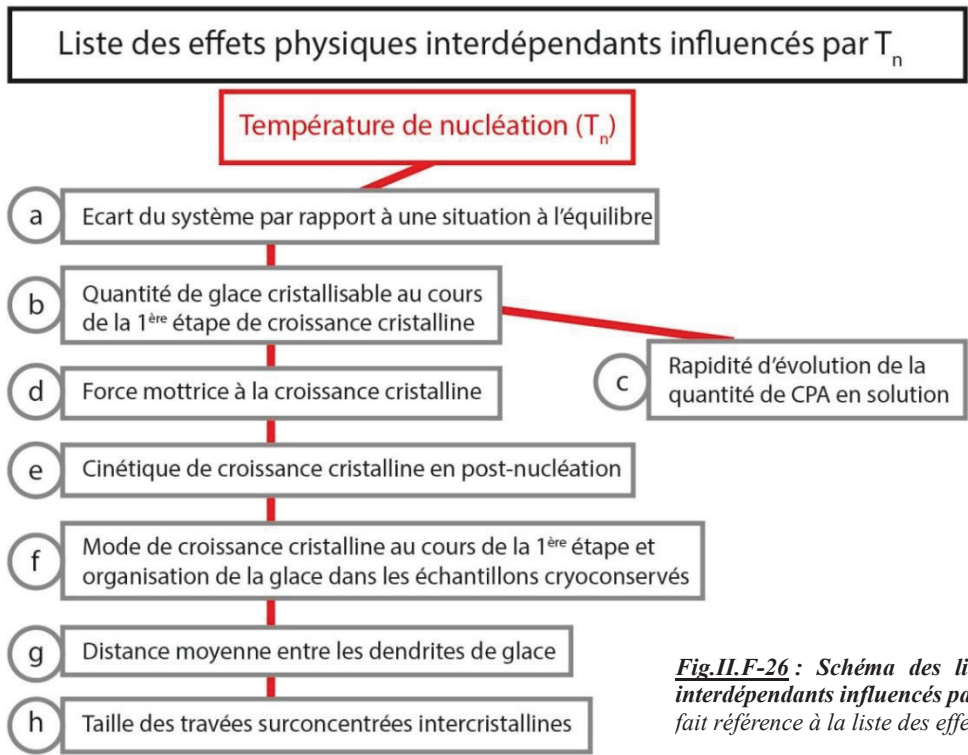 Liste des effets physiques interdépendants influencés par Tn
Température de nucléation (Tn)
a
Ecart du système par rapport à une situation à l'équilibre
b
Quantité de glace cristallisable au cours
de la 1ère étape de croissance cristalline
c
Rapidité d'évolution de la
quantité de CPA en solution
d
Force mottrice à la croissance cristalline
e
Cinétique de croissance cristalline en post-nucléation
f
Mode de croissance cristalline au cours de la 1ère étape et
organisation de la glace dans les échantillons cryoconservés
g
Distance moyenne entre les dendrites de glace
h
Taille des travées surconcentrées intercristallines
Fig.II.F-26 : Schéma des li
interdépendants influencés pa
fait référence à la liste des effe